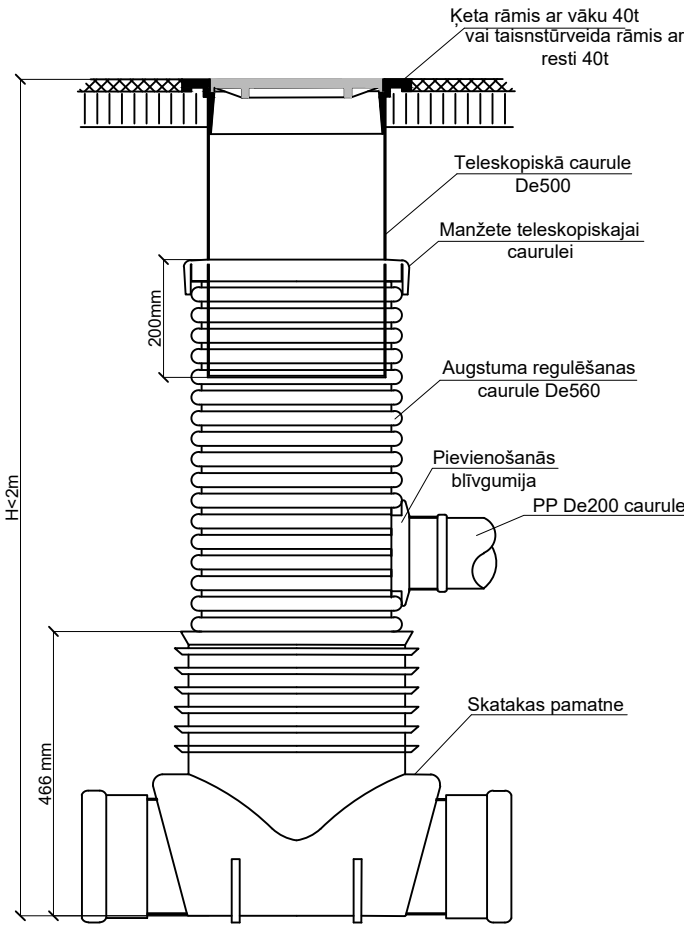 Ķeta rāmis ar vāku 40t
vai taisnstūrveida rāmis ar
resti 40t
Teleskopiskā caurule
De500
Manžete teleskopiskajai
caurulei
200mm
Augstuma regulēšanas
caurule De560
Pievienošanās
blīvgumija
PP De200 caurule
H<2m
Skatakas pamatne
466 mm